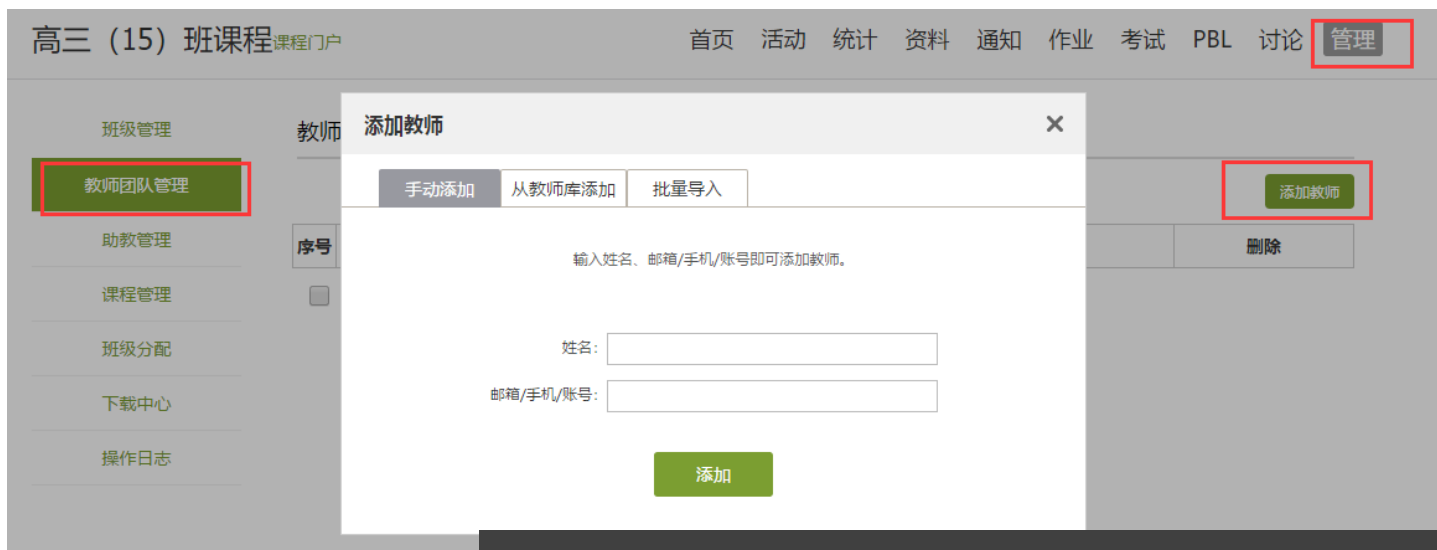 高三（15）班课程课程门户 首页 活动 统计 资料 通知 作业 考试 PBL 讨论 管理
班级管理
教师团队管理
助教管理
课程管理
班级分配
下载中心
操作日志
教师
添加教师
序号 删除
添加教师 ×
手动添加 从教师库添加 批量导入
输入姓名、邮箱/手机/账号即可添加教师。
姓名:
邮箱/手机/账号:
添加